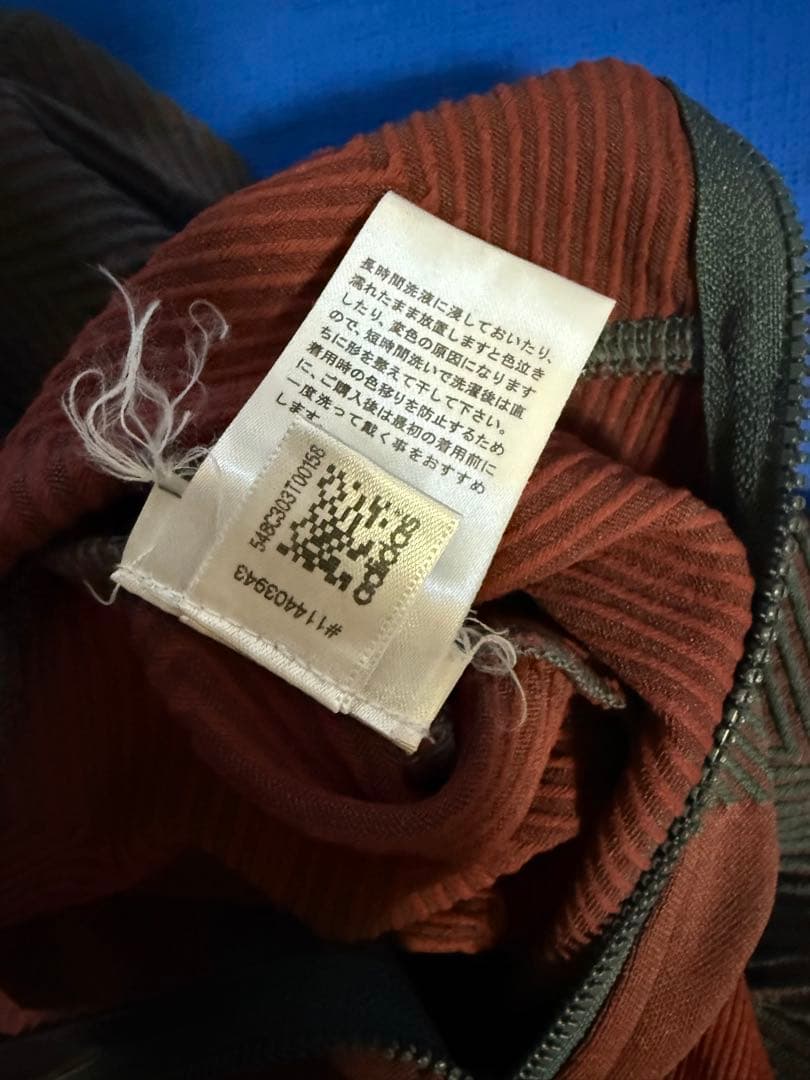 長時間洗液に浸しておいたり、
濡れたまま放置しますと色泣き
したり、変色の原因になります
ので、短時間洗いで洗濯後は直
ちに形を整えて干して下さい。
着用時の色移りを防止するため
に、ご購入後は最初の着用前に
一度洗って戴く事をおすすめ
します。
548C303T00158
adidas
#114403943